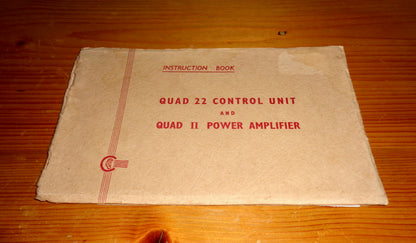 INSTRUCTION BOOK
QUAD 22 CONTROL UNIT
AND
QUAD II POWER AMPLIFIER